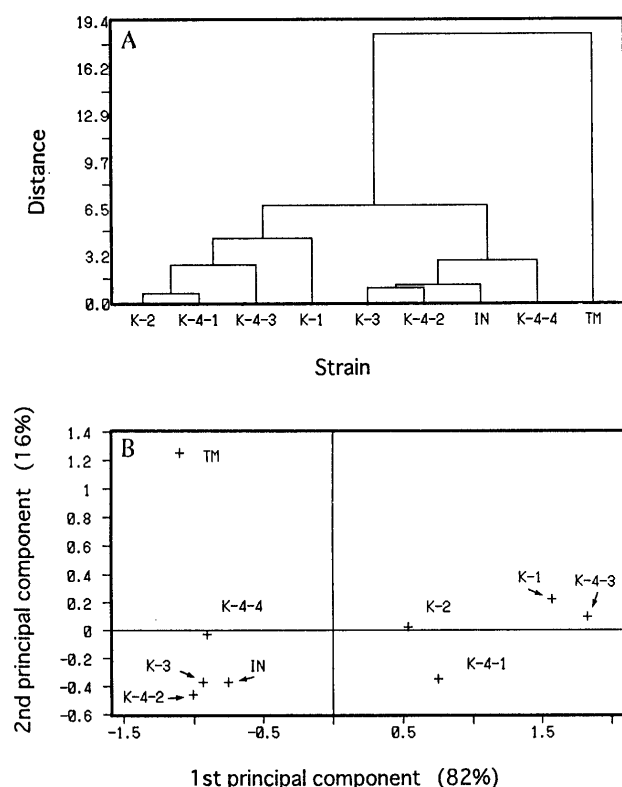 A
19.4
16.2
12.9
9.7
6.5
3.2
0.0
Distance
K-2 K-4-1 K-4-3 K-1 K-3 K-4-2 IN K-4-4 TM
Strain
B
2nd principal component (16%)
1.4
1.2
1
0.8
0.6
0.4
0.2
0
-0.2
-0.4
-0.6
TM
K-1
K-4-3
K-4-4
K-2
K-3
IN
K-4-1
K-4-2
-1.5 -0.5 0.5 1.5
1st principal component (82%)